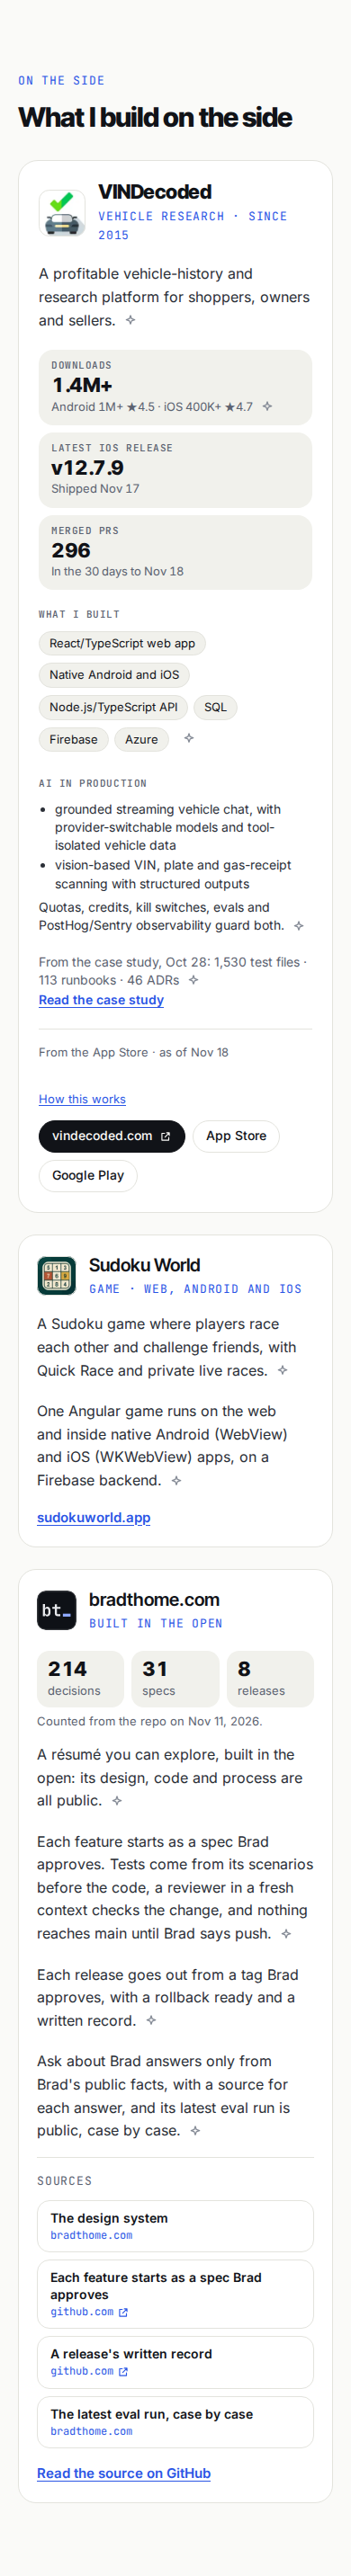 ON THE SIDE
What I build on the side
VINDecoded
VEHICLE RESEARCH · SINCE
2015
A profitable vehicle-history and
research platform for shoppers, owners
and sellers.
DOWNLOADS
1.4M+
Android 1M+ ★4.5 · iOS 400K+ ★4.7
LATEST IOS RELEASE
v12.7.9
Shipped Nov 17
MERGED PRS
296
In the 30 days to Nov 18
WHAT I BUILT
React/TypeScript web app
Native Android and iOS
Node.js/TypeScript API SQL
Firebase Azure
AI IN PRODUCTION
• grounded streaming vehicle chat, with
provider-switchable models and tool-
isolated vehicle data
• vision-based VIN, plate and gas-receipt
scanning with structured outputs
Quotas, credits, kill switches, evals and
PostHog/Sentry observability guard both.
From the case study, Oct 28: 1,530 test files ·
113 runbooks · 46 ADRs
Read the case study
From the App Store · as of Nov 18
How this works
vindecoded.com App Store
Google Play
Sudoku World
GAME · WEB, ANDROID AND IOS
A Sudoku game where players race
each other and challenge friends, with
Quick Race and private live races.
One Angular game runs on the web
and inside native Android (WebView)
and iOS (WKWebView) apps, on a
Firebase backend.
sudokuworld.app
bt_ bradthome.com
BUILT IN THE OPEN
214 31 8
decisions specs releases
Counted from the repo on Nov 11, 2026.
A résumé you can explore, built in the
open: its design, code and process are
all public.
Each feature starts as a spec Brad
approves. Tests come from its scenarios
before the code, a reviewer in a fresh
context checks the change, and nothing
reaches main until Brad says push.
Each release goes out from a tag Brad
approves, with a rollback ready and a
written record.
Ask about Brad answers only from
Brad's public facts, with a source for
each answer, and its latest eval run is
public, case by case.
SOURCES
The design system
bradthome.com
Each feature starts as a spec Brad
approves
github.com
A release's written record
github.com
The latest eval run, case by case
bradthome.com
Read the source on GitHub